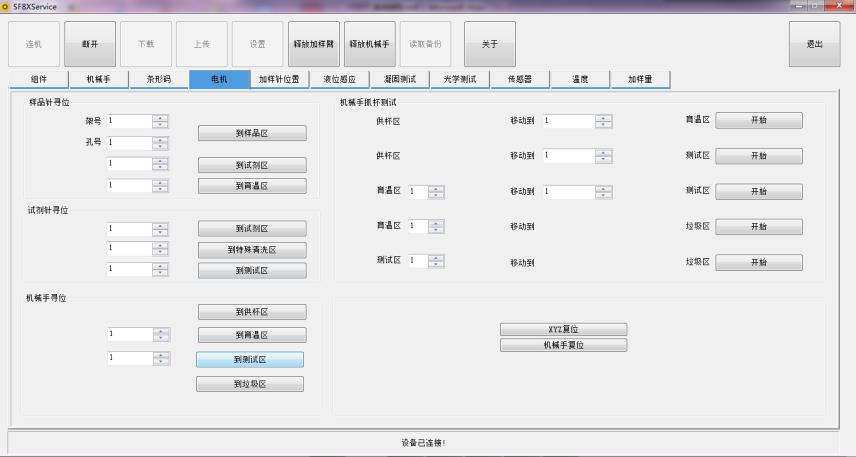 SF8XService
连机 断开 下载 上传 设置 释放加样臂 释放机械手 读取备份 关于 退出
组件 机械手 条形码 电机 加样针位置 液位感应 凝固测试 光学测试 传感器 温度 加样量
样品针寻位
架号 1
到样品区
孔号 1
1 到试剂区
1 到育温区
试剂针寻位
1 到试剂区
1 到特殊清洗区
1 到测试区
机械手寻位
到供杯区
1 到育温区
1 到测试区
到垃圾区
机械手抓杯测试
供杯区 移动到 1 育温区 开始
供杯区 移动到 1 测试区 开始
育温区 1 移动到 1 测试区 开始
育温区 1 移动到 垃圾区 开始
测试区 1 移动到 垃圾区 开始
XYZ复位
机械手复位
设备已连接!